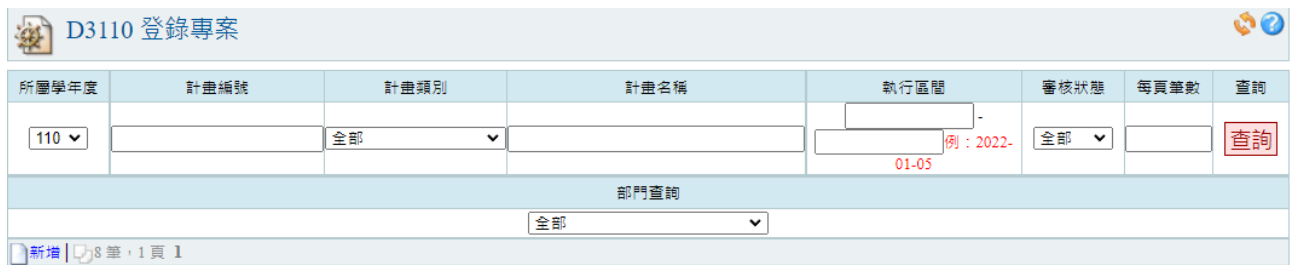 D3110 登錄專案
所屬學年度 計畫編號 計畫類別 計畫名稱 執行區間 審核狀態 每頁筆數 查詢
110 全部 - 例：2022-01-05 全部 查詢
部門查詢
全部
新增 | 8 筆，1 頁 1